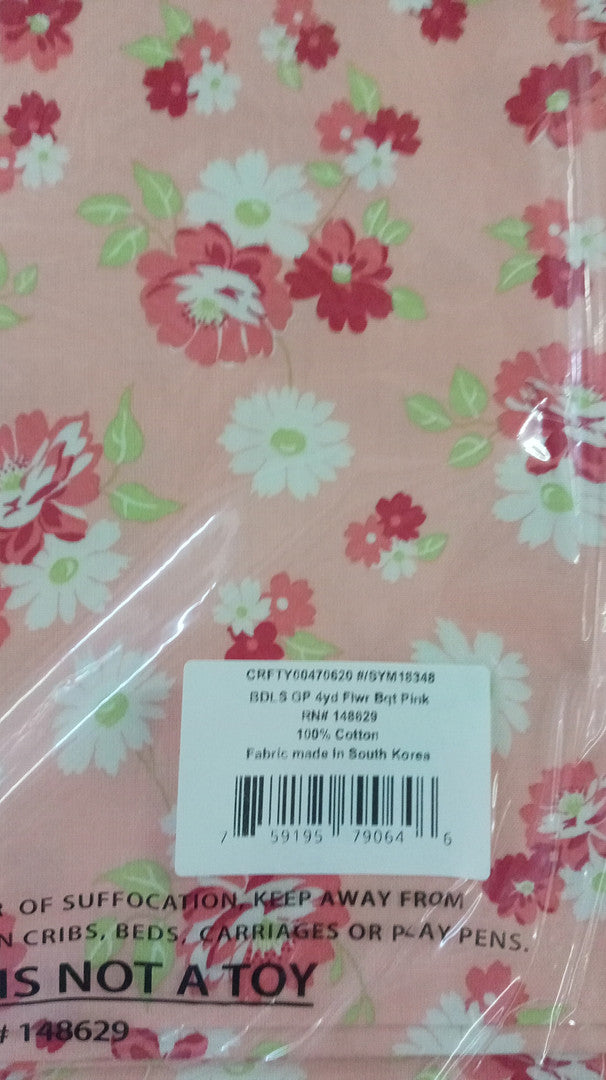 CRFTY00470620 #/SYM18348
BDLS GP 4yd Flwr Bqt Pink
RN# 148629
100% Cotton
Fabric made In South Korea
7 59195 79064 6
OF SUFFOCATION, KEEP AWAY FROM
CRIBS, BEDS, CARRIAGES OR PLAY PENS.
IS NOT A TOY
# 148629